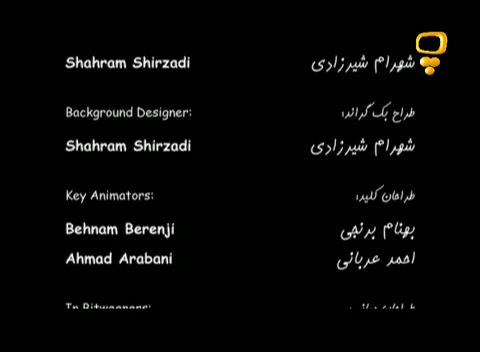 Shahram Shirzadi شهرام شیرزادی
Background Designer: طراح بک گراند:
Shahram Shirzadi شهرام شیرزادی
Key Animators: طراحان کلید:
Behnam Berenji بهنام برنجی
Ahmad Arabani احمد عربانی